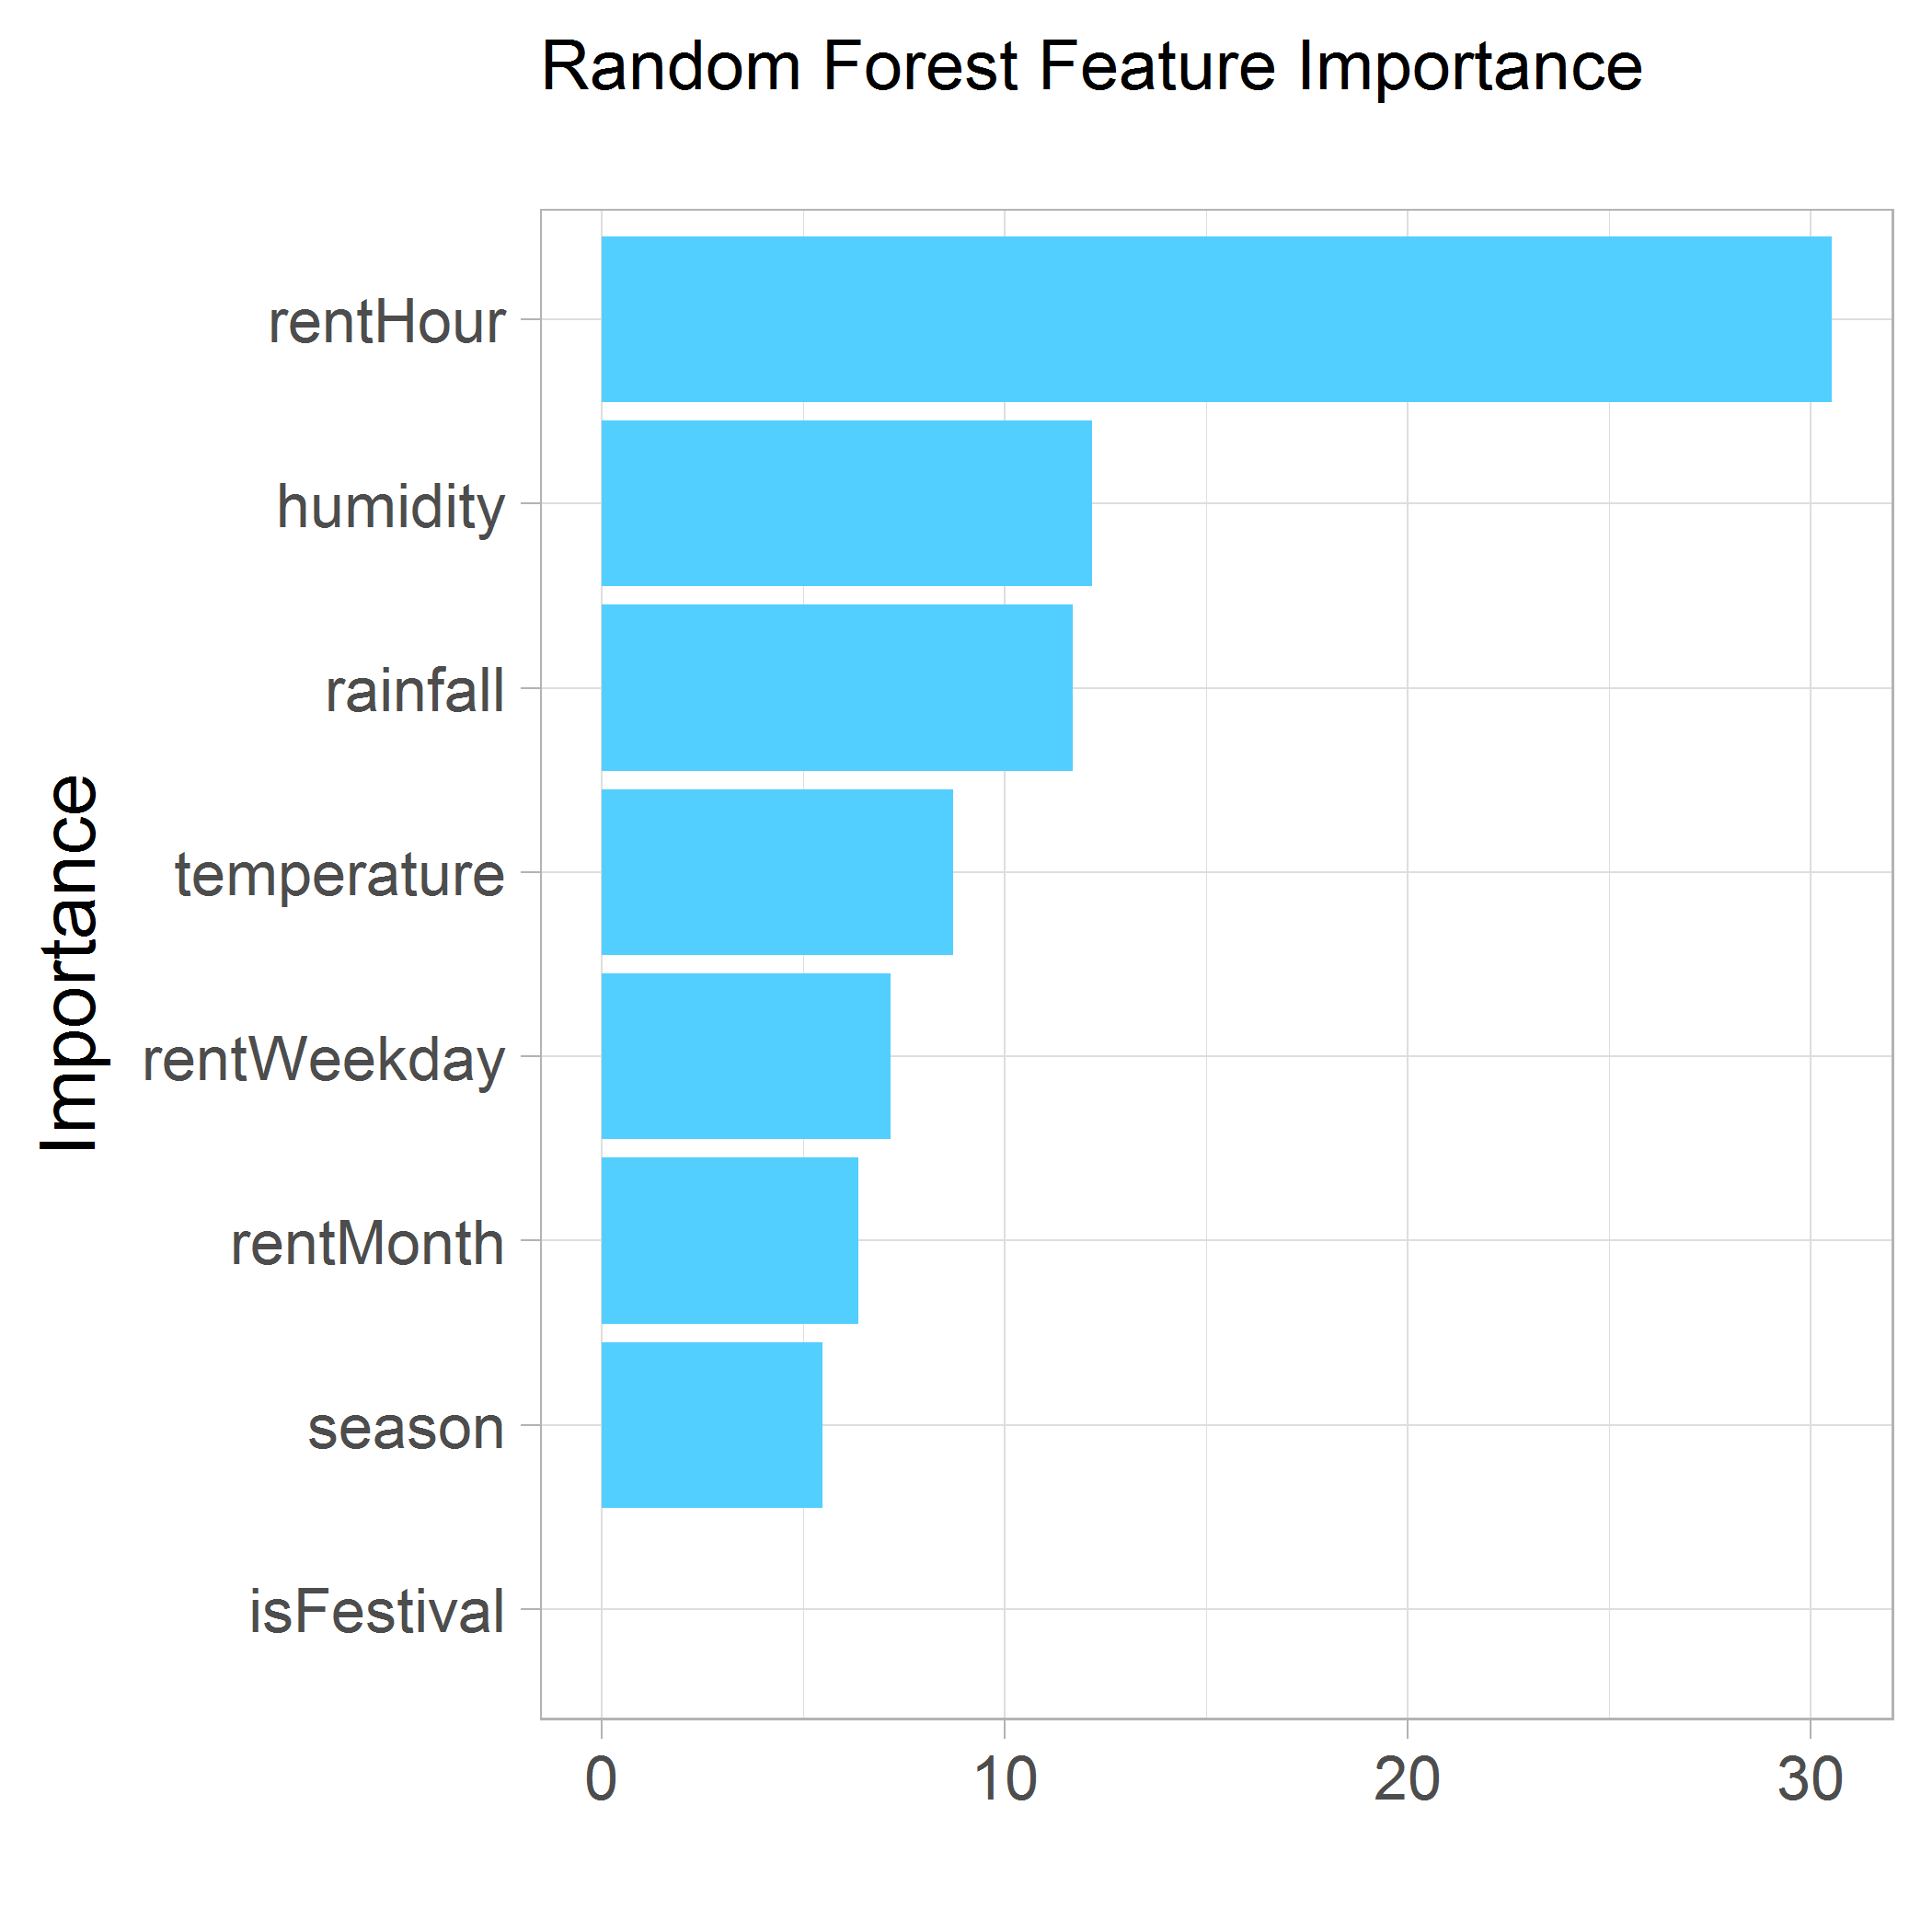 Random Forest Feature Importance
rentHour
humidity
rainfall
temperature
rentWeekday
rentMonth
season
isFestival
Importance
0 10 20 30